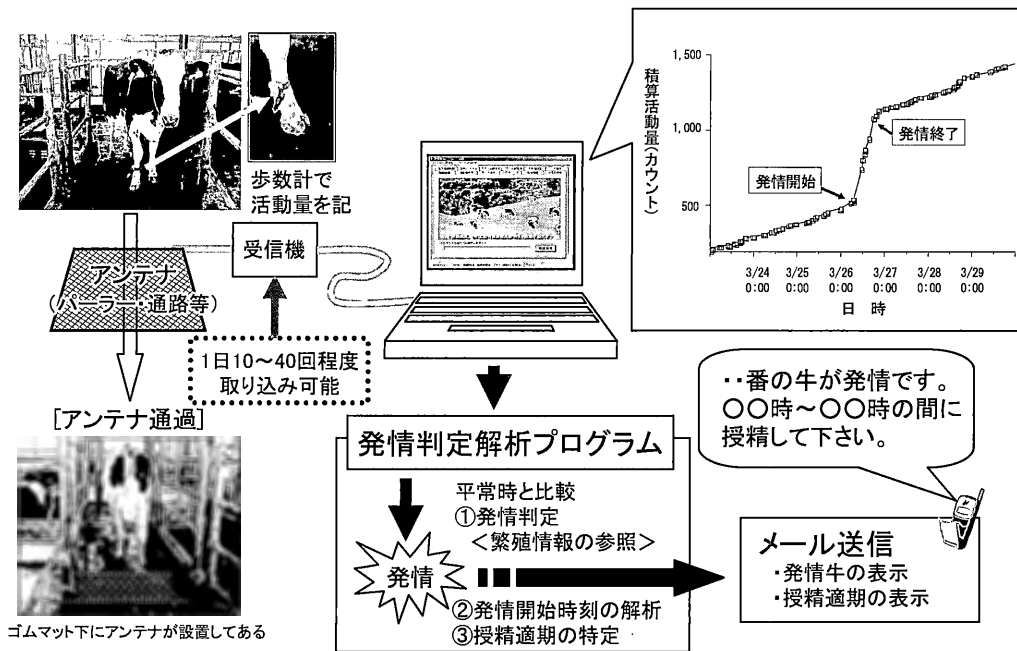 歩数計で
活動量を記
アンテナ
(パーラー・通路等)
受信機
1日10～40回程度
取り込み可能
[アンテナ通過]
ゴムマット下にアンテナが設置してある
積算活動量(カウント)
1,500
1,000
500
発情開始
発情終了
3/24 3/25 3/26 3/27 3/28 3/29
0:00 0:00 0:00 0:00 0:00 0:00
日 時
発情判定解析プログラム
平常時と比較
①発情判定
＜繁殖情報の参照＞
発情
②発情開始時刻の解析
③授精適期の特定
・・番の牛が発情です。
〇〇時～〇〇時の間に
授精して下さい。
メール送信
・発情牛の表示
・授精適期の表示